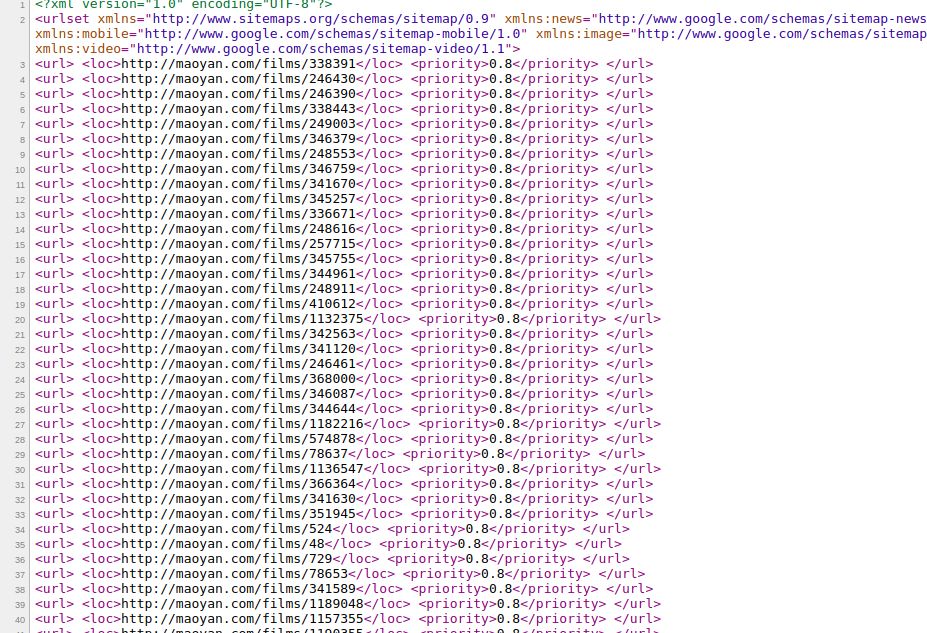 1 <?xml version="1.0" encoding="UTF-8"?>
2 <urlset xmlns="http://www.sitemaps.org/schemas/sitemap/0.9" xmlns:news="http://www.google.com/schemas/sitemap-news
xmlns:mobile="http://www.google.com/schemas/sitemap-mobile/1.0" xmlns:image="http://www.google.com/schemas/sitemap
xmlns:video="http://www.google.com/schemas/sitemap-video/1.1">
3 <url> <loc>http://maoyan.com/films/338391</loc> <priority>0.8</priority> </url>
4 <url> <loc>http://maoyan.com/films/246430</loc> <priority>0.8</priority> </url>
5 <url> <loc>http://maoyan.com/films/246390</loc> <priority>0.8</priority> </url>
6 <url> <loc>http://maoyan.com/films/338443</loc> <priority>0.8</priority> </url>
7 <url> <loc>http://maoyan.com/films/249003</loc> <priority>0.8</priority> </url>
8 <url> <loc>http://maoyan.com/films/346379</loc> <priority>0.8</priority> </url>
9 <url> <loc>http://maoyan.com/films/248553</loc> <priority>0.8</priority> </url>
10 <url> <loc>http://maoyan.com/films/346759</loc> <priority>0.8</priority> </url>
11 <url> <loc>http://maoyan.com/films/341670</loc> <priority>0.8</priority> </url>
12 <url> <loc>http://maoyan.com/films/345257</loc> <priority>0.8</priority> </url>
13 <url> <loc>http://maoyan.com/films/336671</loc> <priority>0.8</priority> </url>
14 <url> <loc>http://maoyan.com/films/248616</loc> <priority>0.8</priority> </url>
15 <url> <loc>http://maoyan.com/films/257715</loc> <priority>0.8</priority> </url>
16 <url> <loc>http://maoyan.com/films/345755</loc> <priority>0.8</priority> </url>
17 <url> <loc>http://maoyan.com/films/344961</loc> <priority>0.8</priority> </url>
18 <url> <loc>http://maoyan.com/films/248911</loc> <priority>0.8</priority> </url>
19 <url> <loc>http://maoyan.com/films/410612</loc> <priority>0.8</priority> </url>
20 <url> <loc>http://maoyan.com/films/1132375</loc> <priority>0.8</priority> </url>
21 <url> <loc>http://maoyan.com/films/342563</loc> <priority>0.8</priority> </url>
22 <url> <loc>http://maoyan.com/films/341120</loc> <priority>0.8</priority> </url>
23 <url> <loc>http://maoyan.com/films/246461</loc> <priority>0.8</priority> </url>
24 <url> <loc>http://maoyan.com/films/368000</loc> <priority>0.8</priority> </url>
25 <url> <loc>http://maoyan.com/films/346087</loc> <priority>0.8</priority> </url>
26 <url> <loc>http://maoyan.com/films/344644</loc> <priority>0.8</priority> </url>
27 <url> <loc>http://maoyan.com/films/1182216</loc> <priority>0.8</priority> </url>
28 <url> <loc>http://maoyan.com/films/574878</loc> <priority>0.8</priority> </url>
29 <url> <loc>http://maoyan.com/films/78637</loc> <priority>0.8</priority> </url>
30 <url> <loc>http://maoyan.com/films/1136547</loc> <priority>0.8</priority> </url>
31 <url> <loc>http://maoyan.com/films/366364</loc> <priority>0.8</priority> </url>
32 <url> <loc>http://maoyan.com/films/341630</loc> <priority>0.8</priority> </url>
33 <url> <loc>http://maoyan.com/films/351945</loc> <priority>0.8</priority> </url>
34 <url> <loc>http://maoyan.com/films/524</loc> <priority>0.8</priority> </url>
35 <url> <loc>http://maoyan.com/films/48</loc> <priority>0.8</priority> </url>
36 <url> <loc>http://maoyan.com/films/729</loc> <priority>0.8</priority> </url>
37 <url> <loc>http://maoyan.com/films/78653</loc> <priority>0.8</priority> </url>
38 <url> <loc>http://maoyan.com/films/341589</loc> <priority>0.8</priority> </url>
39 <url> <loc>http://maoyan.com/films/1189048</loc> <priority>0.8</priority> </url>
40 <url> <loc>http://maoyan.com/films/1157355</loc> <priority>0.8</priority> </url>
<url> <loc>http://maoyan.com/films/1190355</loc> <priority>0.8</priority> </url>